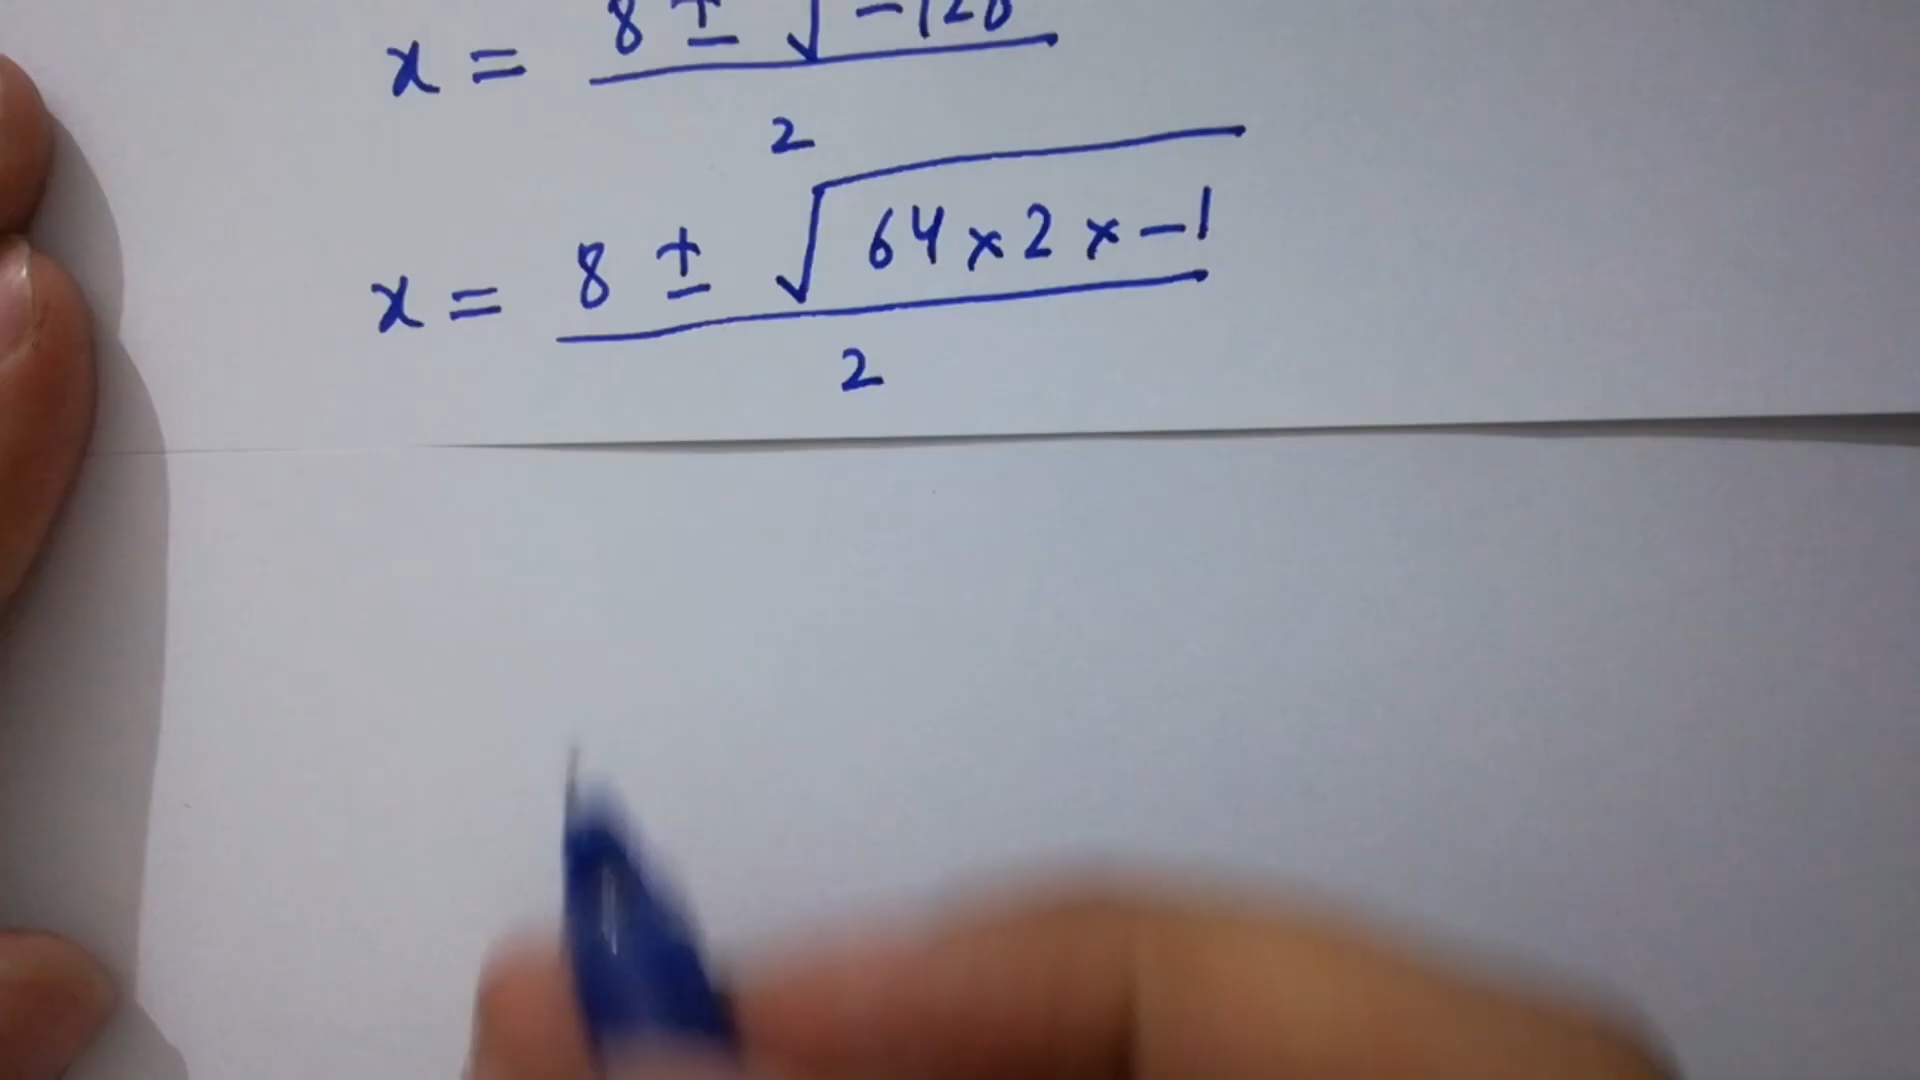 x = 8 ± √-128 / 2
x = 8 ± √64 x 2 x -1 / 2